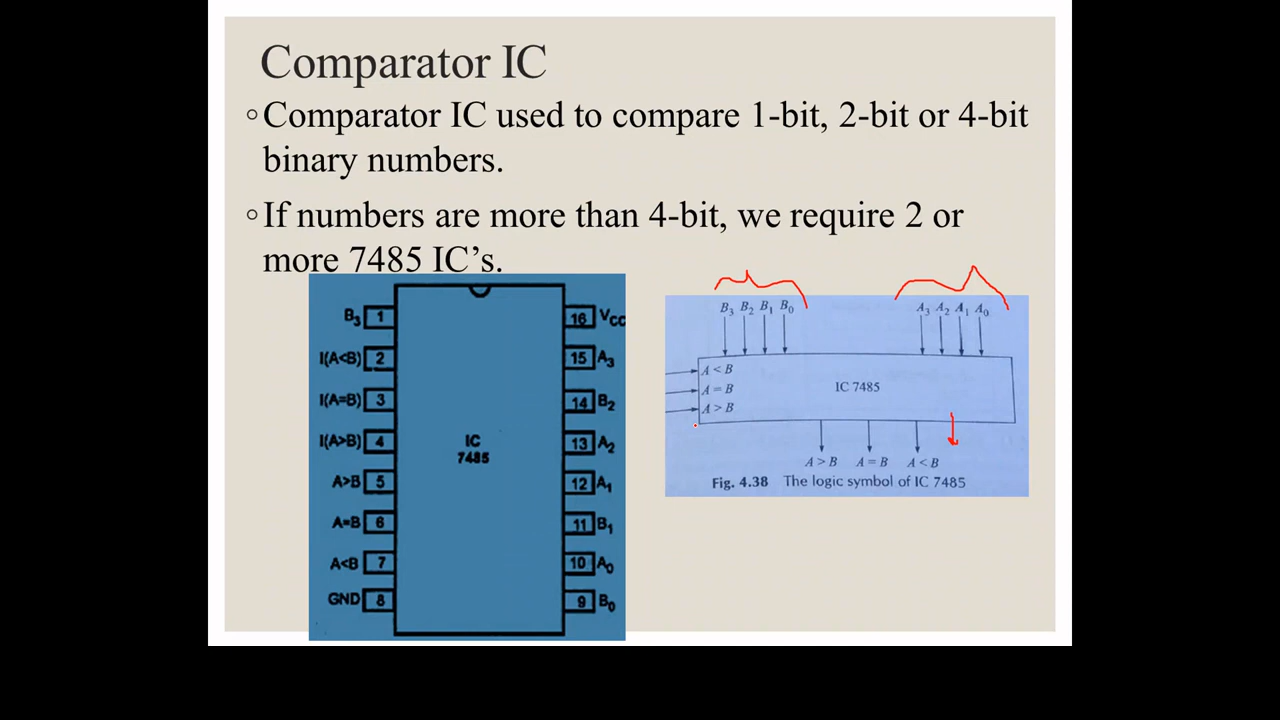 Comparator IC
◦Comparator IC used to compare 1-bit, 2-bit or 4-bit
binary numbers.
◦If numbers are more than 4-bit, we require 2 or
more 7485 IC’s.
B3 1
I(A<B) 2
I(A=B) 3
I(A>B) 4
A>B 5
A=B 6
A<B 7
GND 8
IC
7485
16 VCC
15 A3
14 B2
13 A2
12 A1
11 B1
10 A0
9 B0
B3 B2 B1 B0
A3 A2 A1 A0
A < B
A = B
A > B
IC 7485
A > B A = B A < B
Fig. 4.38 The logic symbol of IC 7485